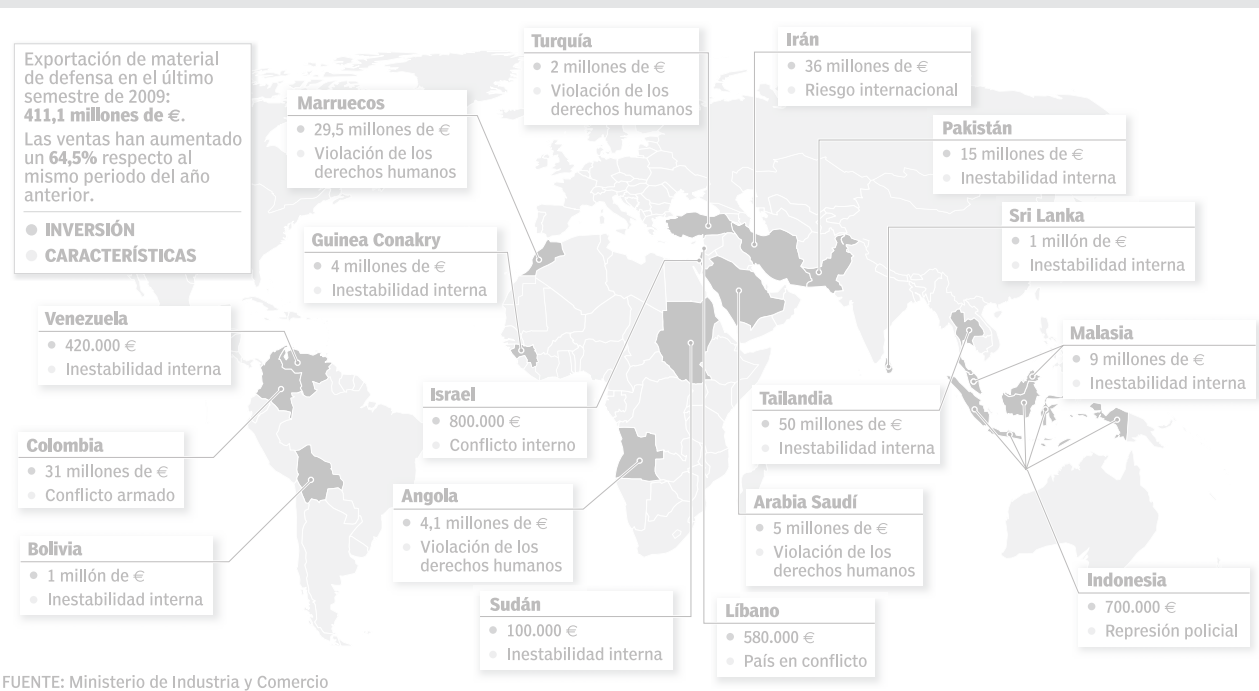 Exportación de material
de defensa en el último
semestre de 2009:
411,1 millones de €.
Las ventas han aumentado
un 64,5% respecto al
mismo periodo del año
anterior.
INVERSIÓN
CARACTERÍSTICAS
Marruecos
29,5 millones de €
Violación de los
derechos humanos
Turquía
2 millones de €
Violación de los
derechos humanos
Irán
36 millones de €
Riesgo internacional
Pakistán
15 millones de €
Inestabilidad interna
Sri Lanka
1 millón de €
Inestabilidad interna
Guinea Conakry
4 millones de €
Inestabilidad interna
Venezuela
420.000 €
Inestabilidad interna
Malasia
9 millones de €
Inestabilidad interna
Israel
800.000 €
Conflicto interno
Tailandia
50 millones de €
Inestabilidad interna
Colombia
31 millones de €
Conflicto armado
Angola
4,1 millones de €
Violación de los
derechos humanos
Arabia Saudí
5 millones de €
Violación de los
derechos humanos
Bolivia
1 millón de €
Inestabilidad interna
Indonesia
700.000 €
Represión policial
Sudán
100.000 €
Inestabilidad interna
Líbano
580.000 €
País en conflicto
FUENTE: Ministerio de Industria y Comercio